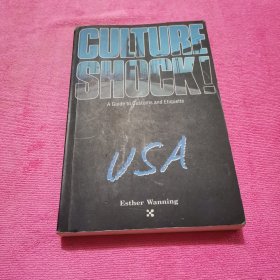 CULTURE
SHOCK!
A Guide to Customs and Etiquette
USA
Esther Wanning